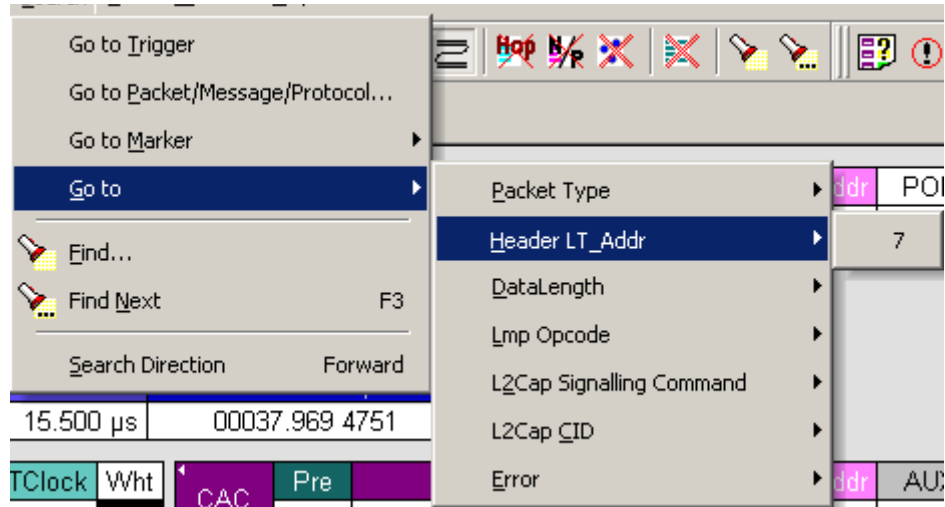 Go to Trigger
Go to Packet/Message/Protocol...
Go to Marker
Go to
Find...
Find Next F3
Search Direction Forward
Hop N/R
Packet Type
Header LT_Addr
DataLength
Lmp Opcode
L2Cap Signalling Command
L2Cap CID
Error
7
ddr
15.500 µs 00037.969 4751
TClock Wht CAC Pre ddr